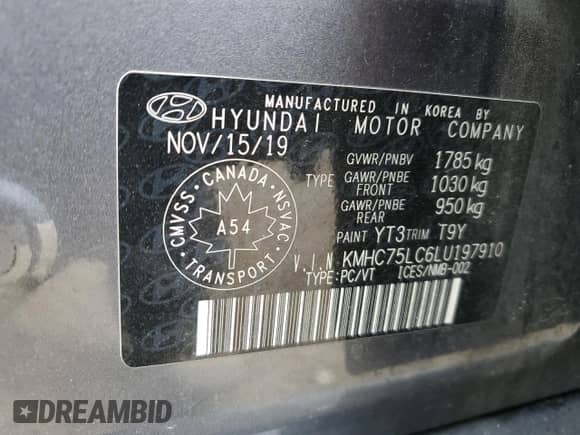 MANUFACTURED IN KOREA BY
HYUNDAI MOTOR COMPANY
NOV/15/19
GVWR/PNBV 1785 kg
TYPE GAWR/PNBE FRONT 1030 kg
GAWR/PNBE REAR 950 kg
PAINT YT3 TRIM T9Y
V.I.N KMHC75LC6LU197910
TYPE:PC/VT ICES/NMB-002
CMVSS · CANADA · NSVAC · TRANSPORT ·
A54
DREAMBID